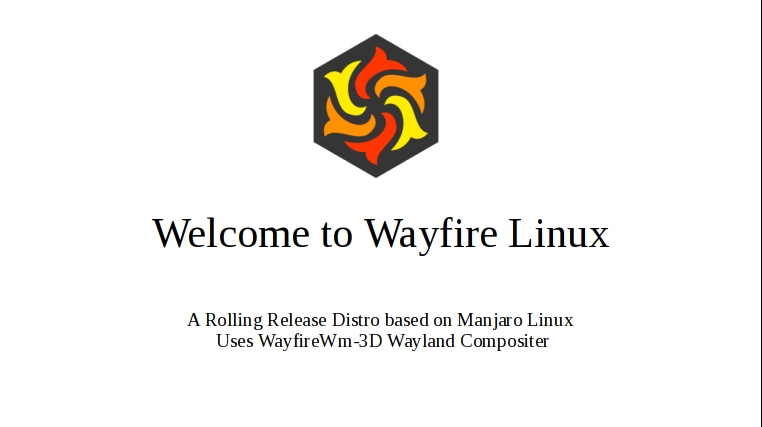 Welcome to Wayfire Linux
A Rolling Release Distro based on Manjaro Linux
Uses WayfireWm-3D Wayland Compositer